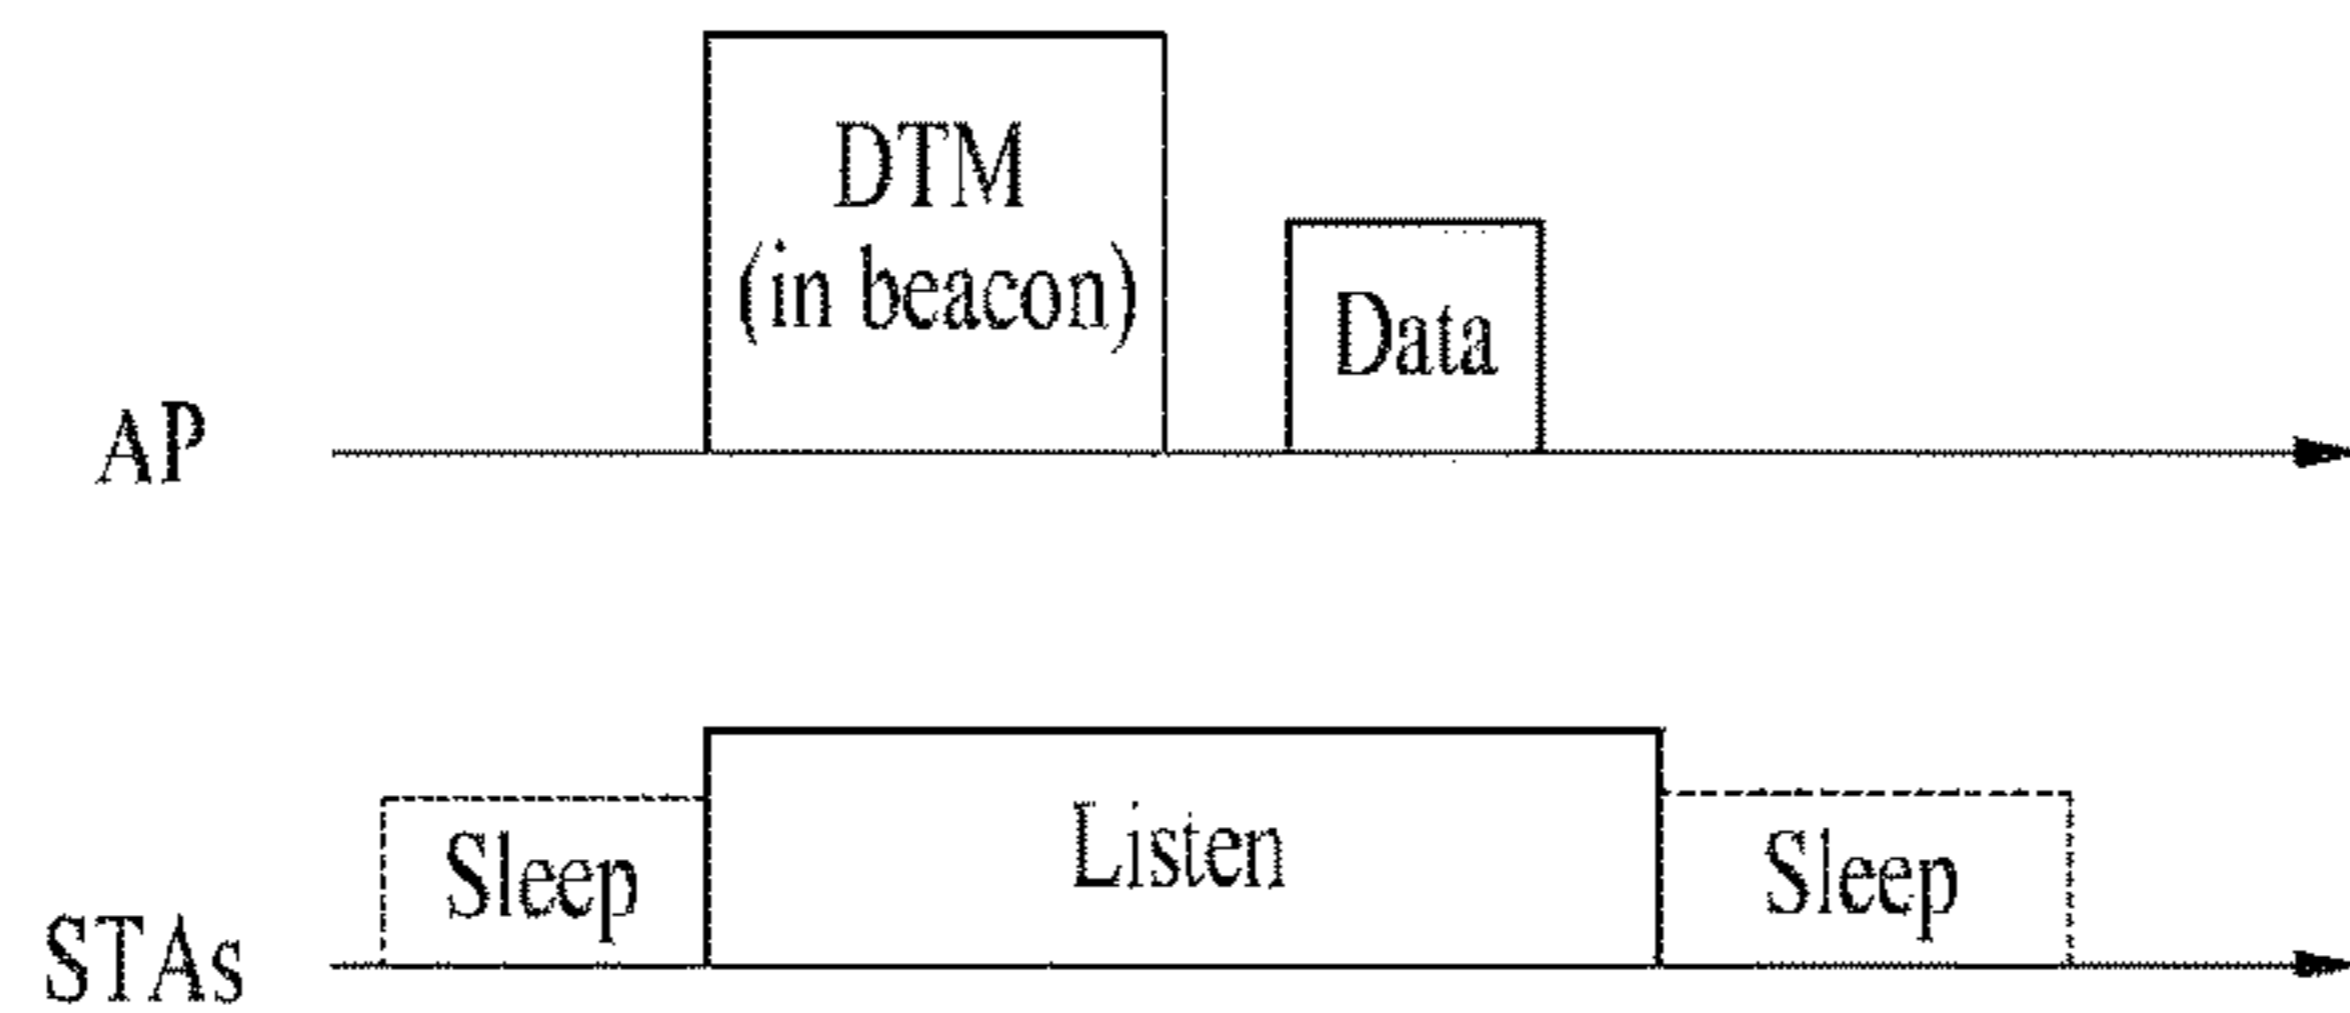 DTM
(in beacon)
Data
AP
Sleep
Listen
Sleep
STAs